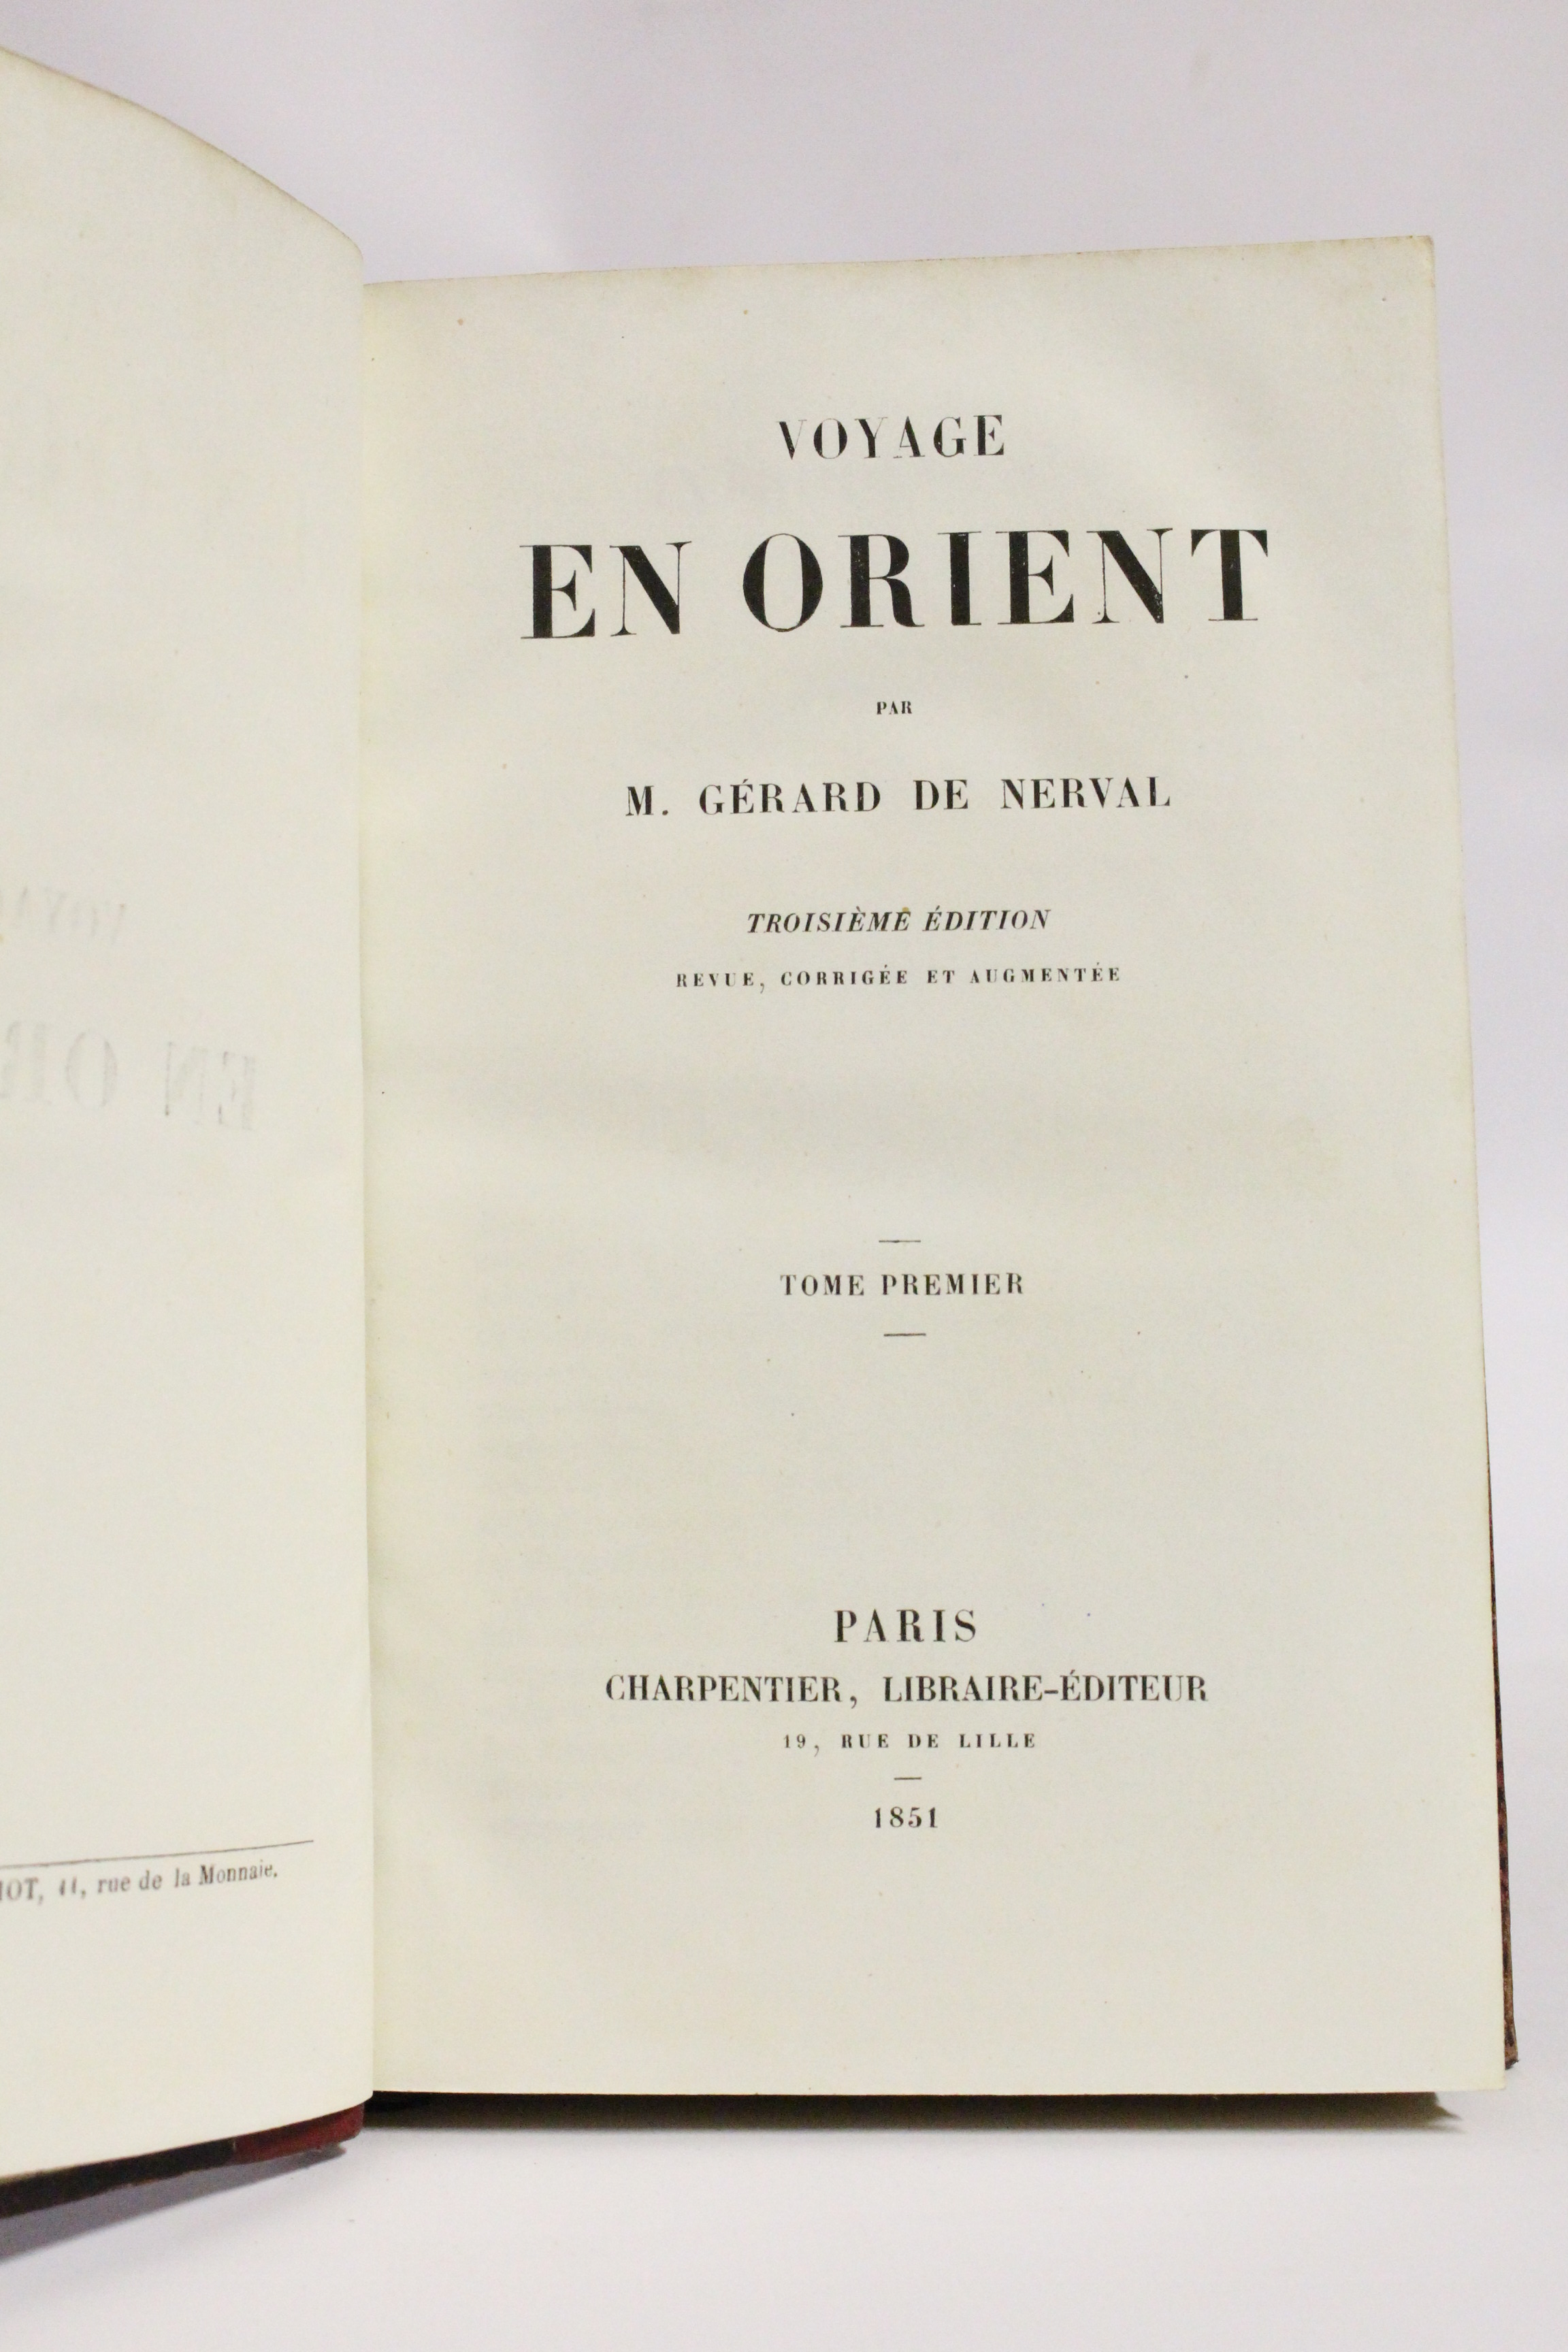 VOYAGE
EN ORIENT
PAR
M. GÉRARD DE NERVAL
TROISIÈME ÉDITION
REVUE, CORRIGÉE ET AUGMENTÉE
TOME PREMIER
PARIS
CHARPENTIER, LIBRAIRE-ÉDITEUR
19, RUE DE LILLE
1851
rue de la Monnaie.